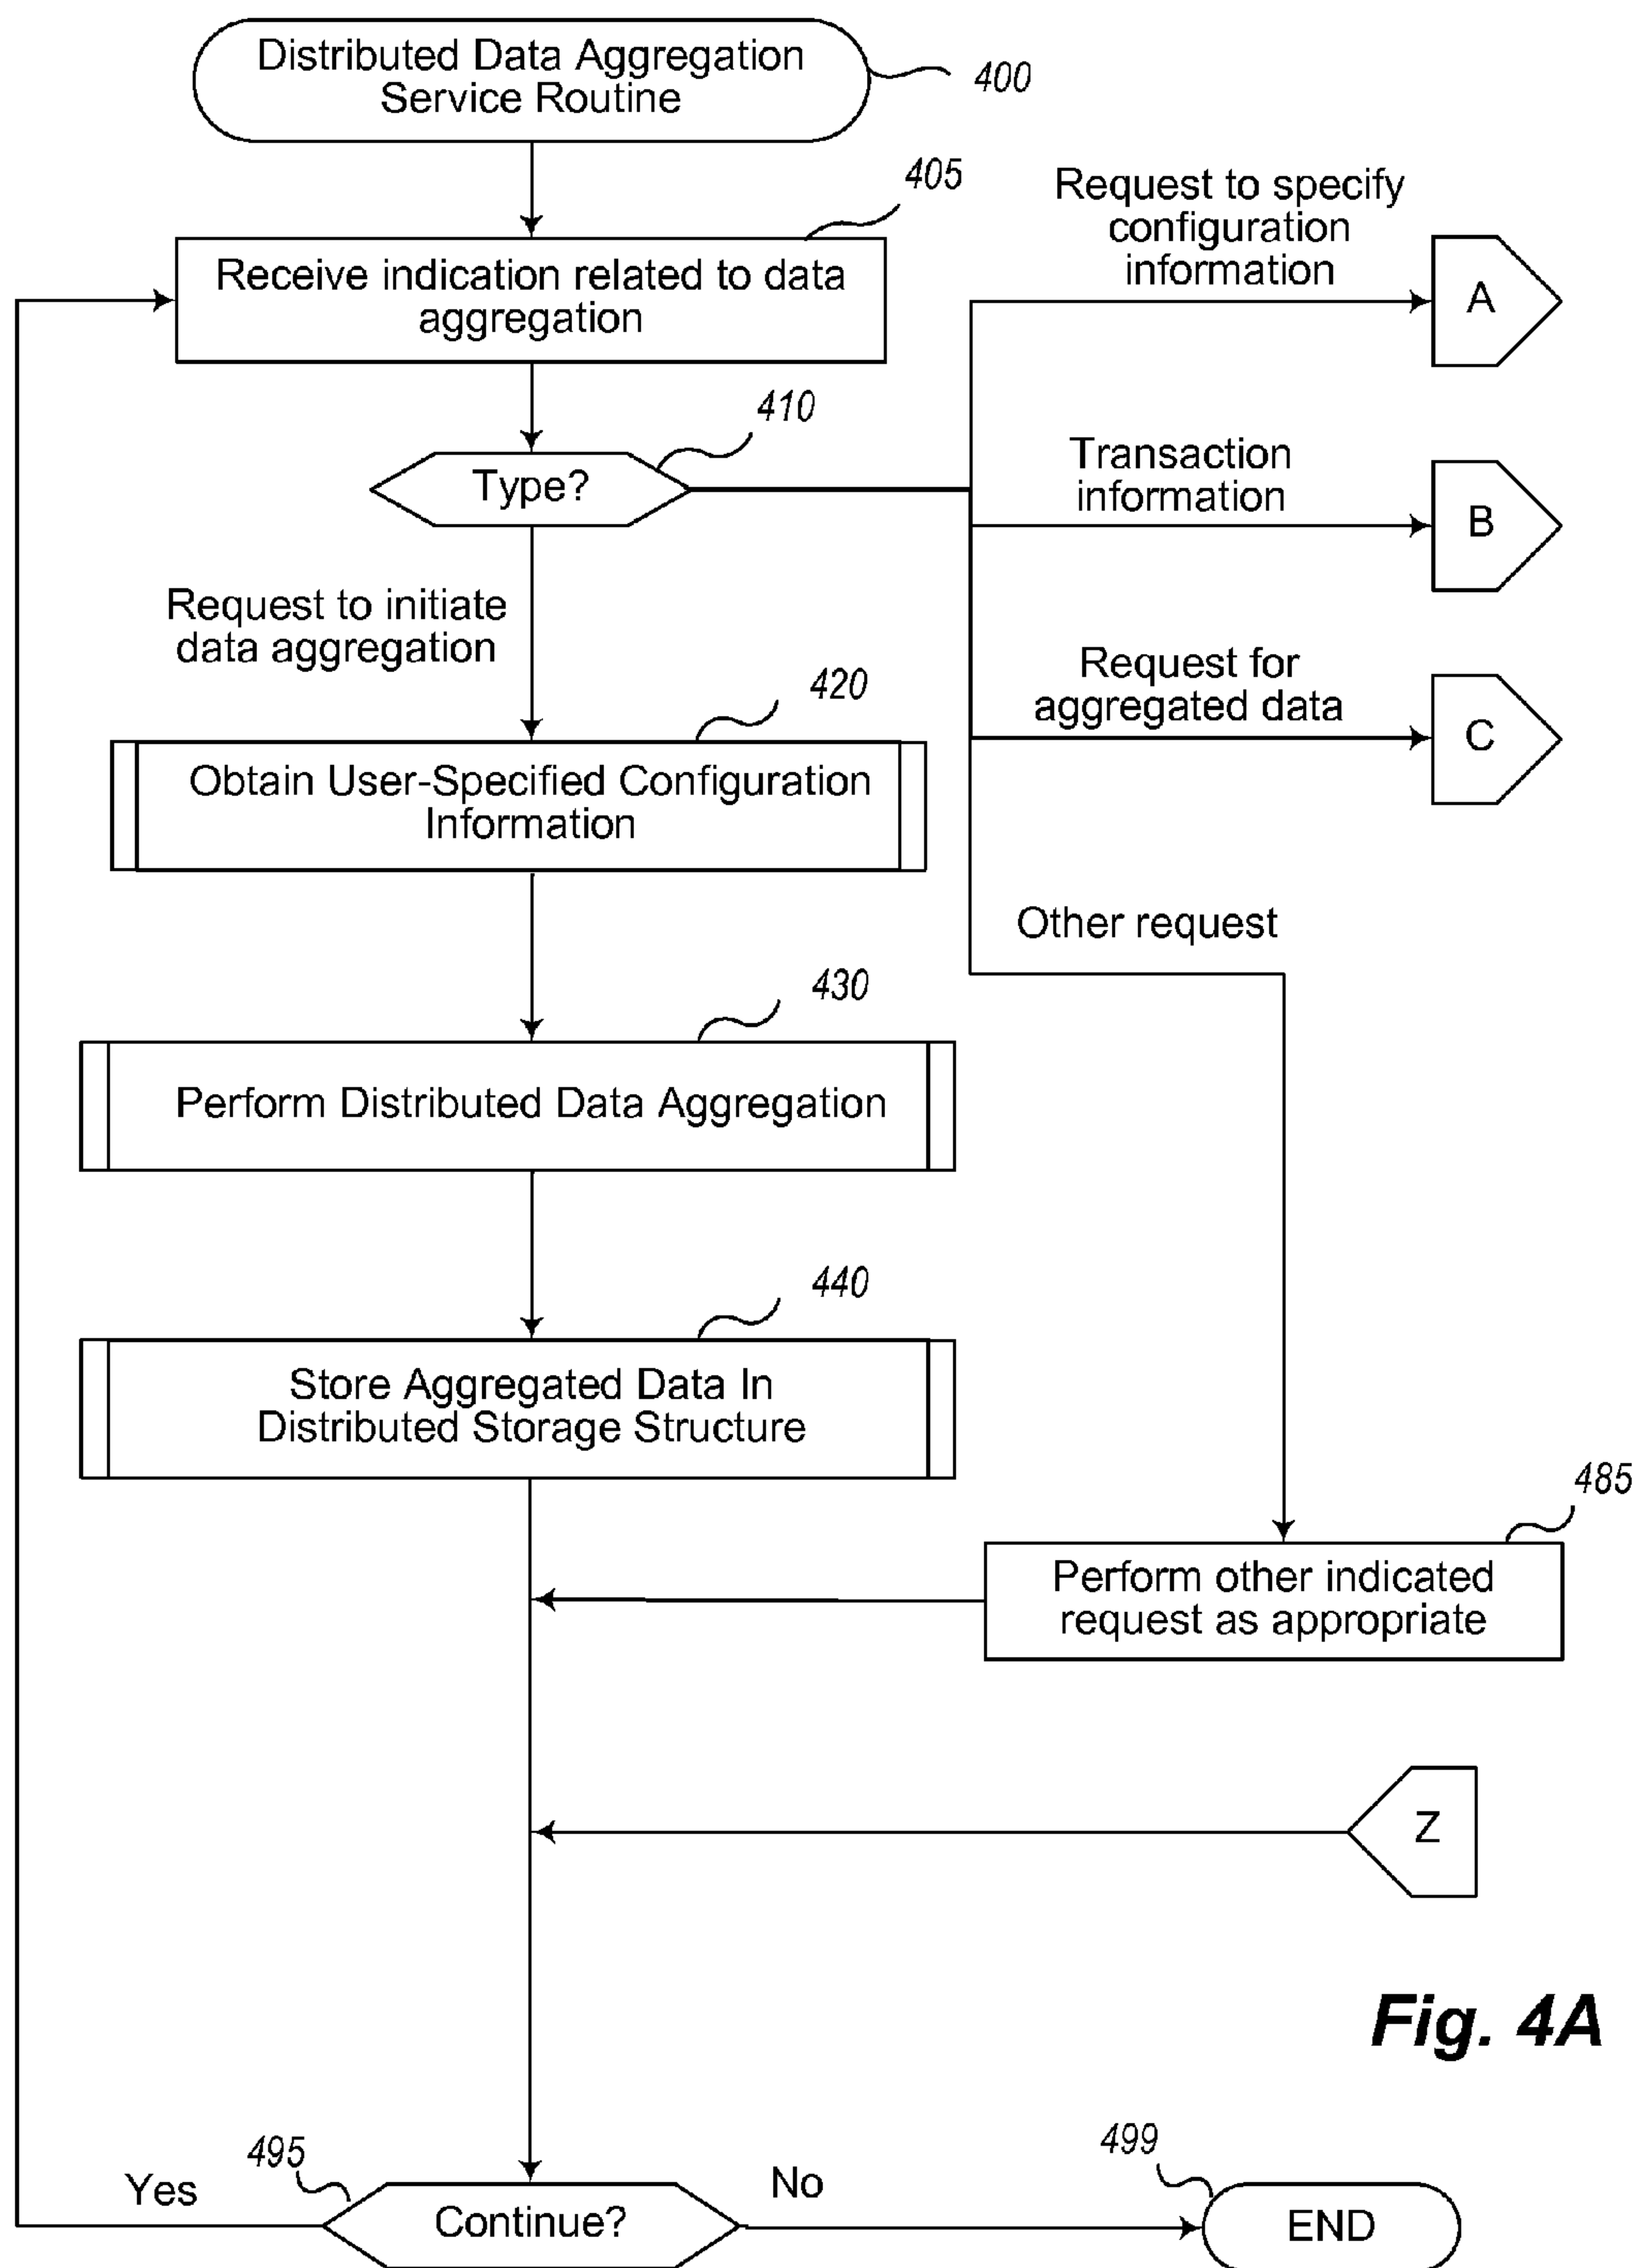 Distributed Data Aggregation
Service Routine
400
405
Receive indication related to data
aggregation
Request to specify
configuration
information
A
410
Type?
Transaction
information
B
Request to initiate
data aggregation
Request for
aggregated data
C
420
Obtain User-Specified Configuration
Information
Other request
430
Perform Distributed Data Aggregation
440
Store Aggregated Data In
Distributed Storage Structure
485
Perform other indicated
request as appropriate
Z
Fig. 4A
495
Yes
Continue?
No
499
END